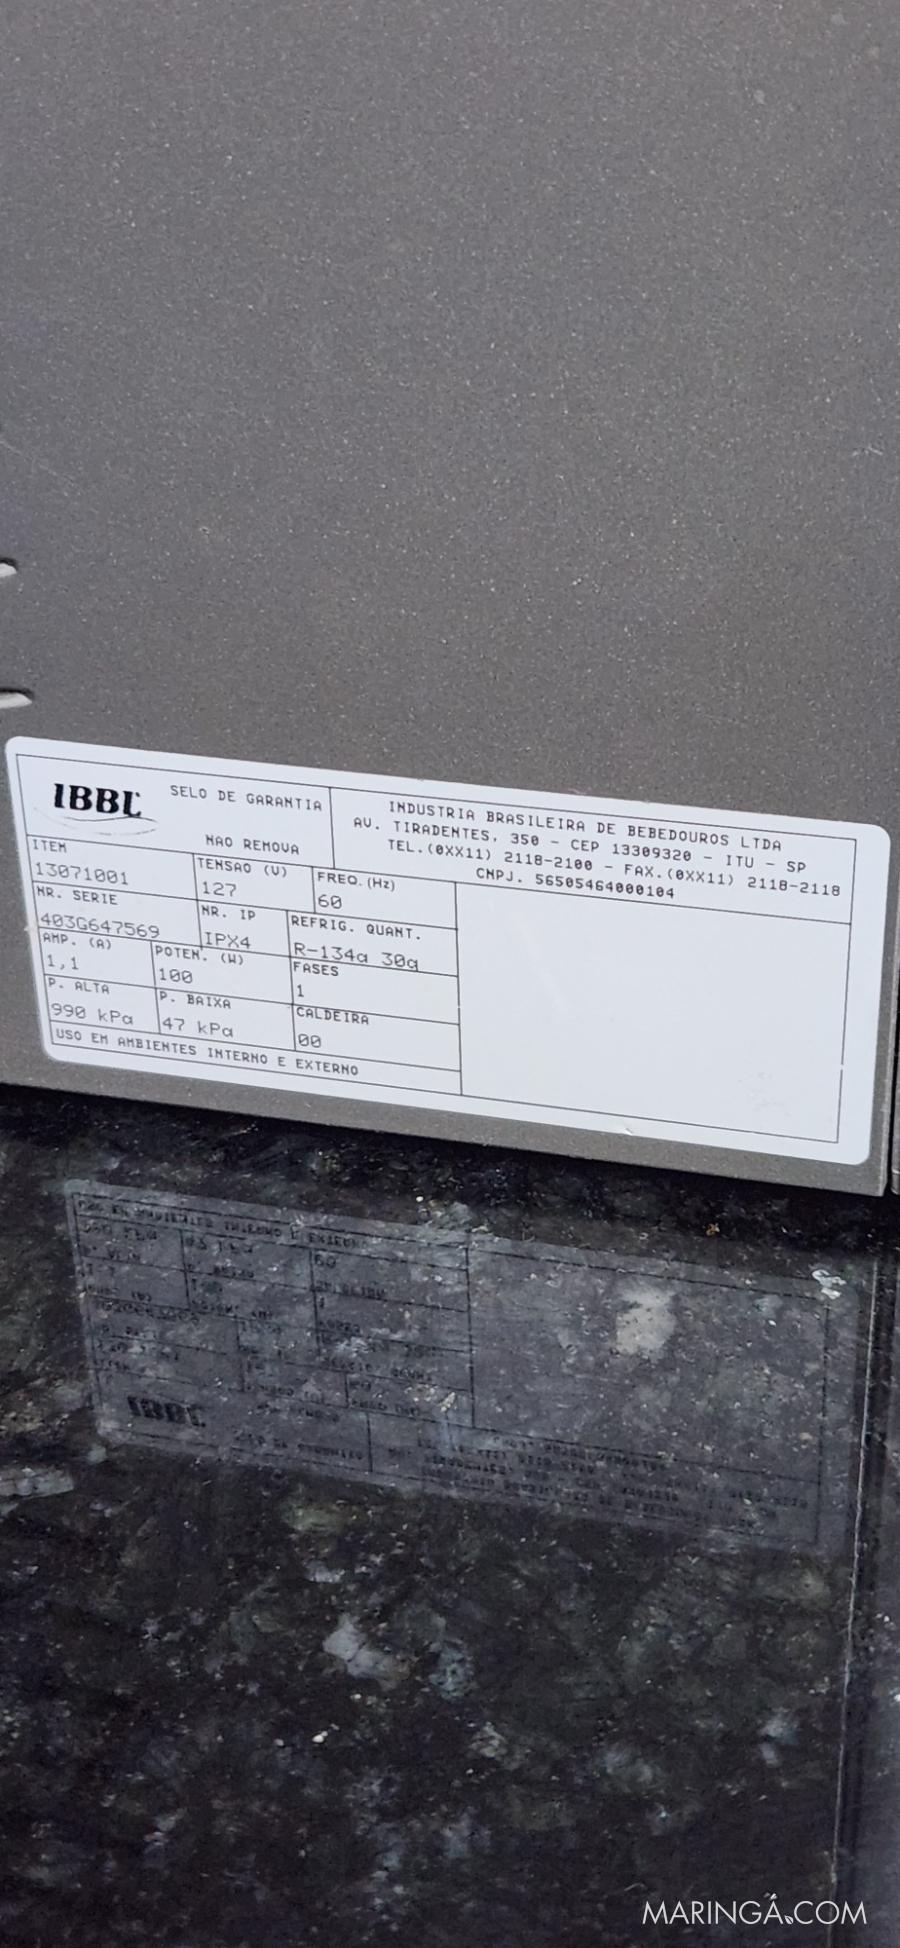 IBBL
SELO DE GARANTIA
NAO REMOVA
INDUSTRIA BRASILEIRA DE BEBEDOUROS LTDA
AV. TIRADENTES, 350 - CEP 13309320 - ITU - SP
TEL.(0XX11) 2118-2100 - FAX.(0XX11) 2118-2118
CNPJ. 56505464000104
ITEM
13071001
TENSAO (V)
127
FREQ.(Hz)
60
NR. SERIE
403G647569
NR. IP
IPX4
REFRIG. QUANT.
R-134a 30g
AMP. (A)
1,1
POTEN. (W)
100
FASES
1
P. ALTA
990 kPa
P. BAIXA
47 kPa
CALDEIRA
00
USO EM AMBIENTES INTERNO E EXTERNO
MARINGÁ.COM